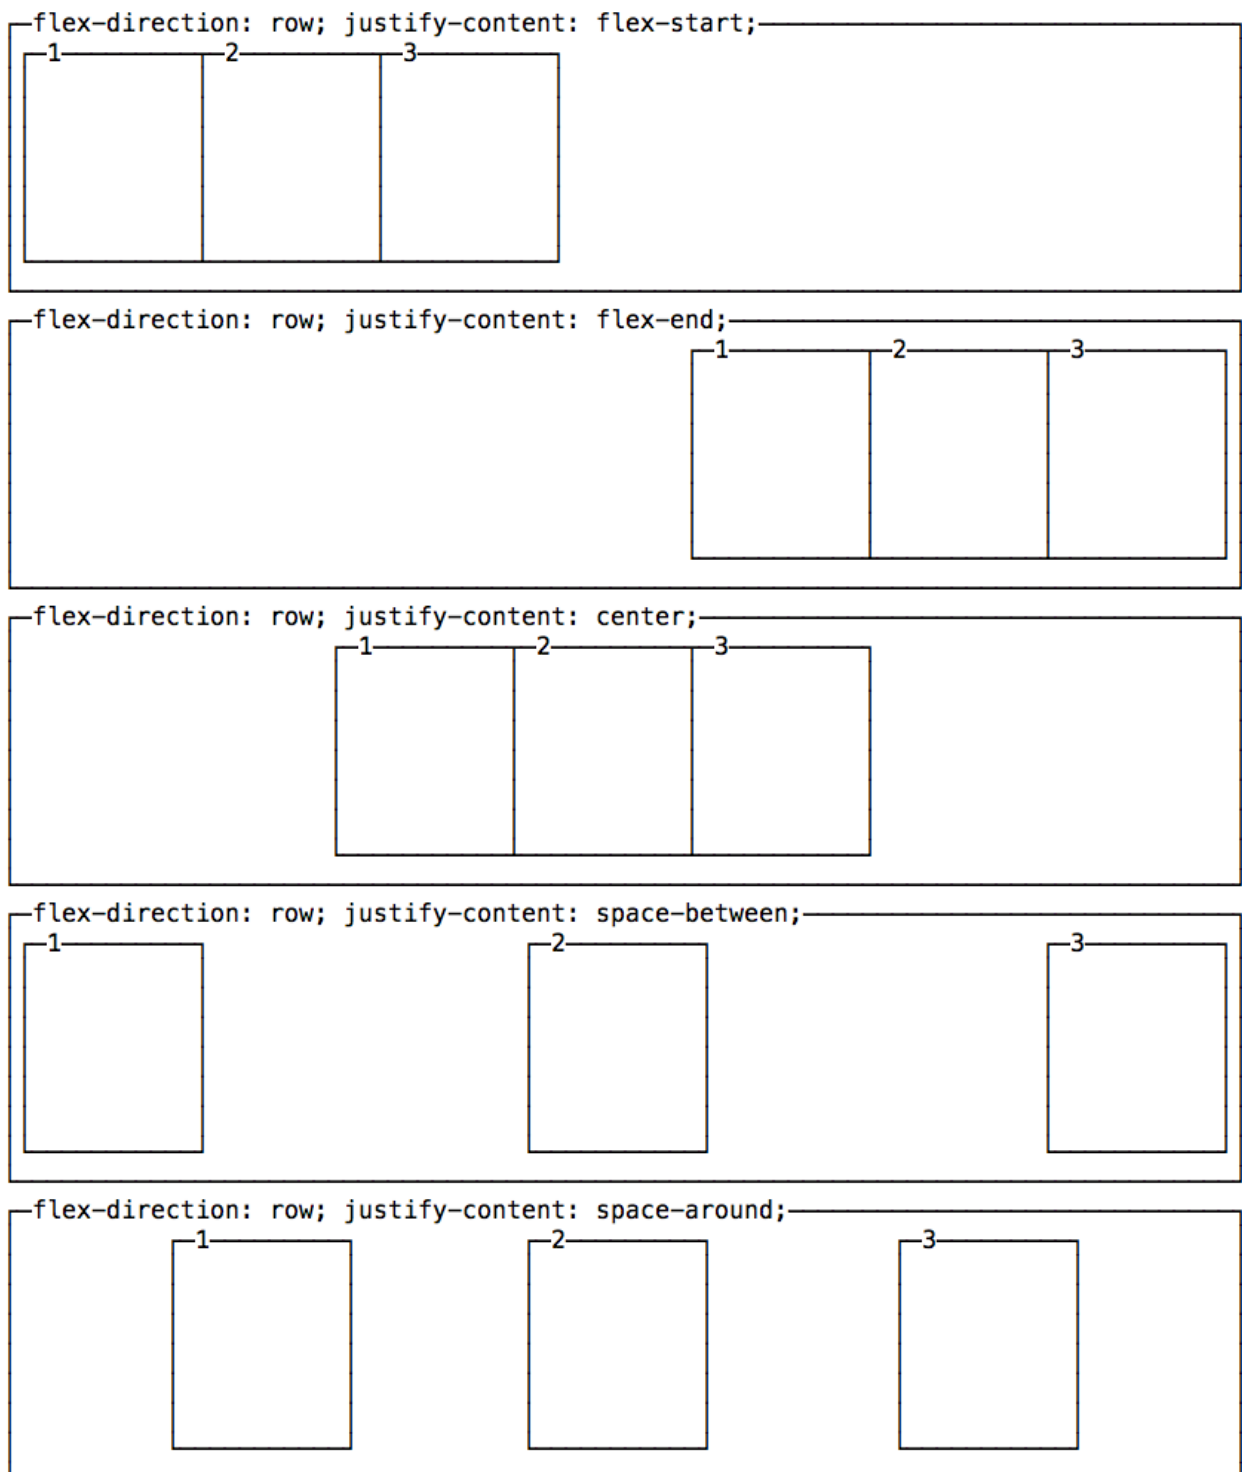 flex-direction: row; justify-content: flex-start;
1 2 3
flex-direction: row; justify-content: flex-end;
1 2 3
flex-direction: row; justify-content: center;
1 2 3
flex-direction: row; justify-content: space-between;
1 2 3
flex-direction: row; justify-content: space-around;
1 2 3